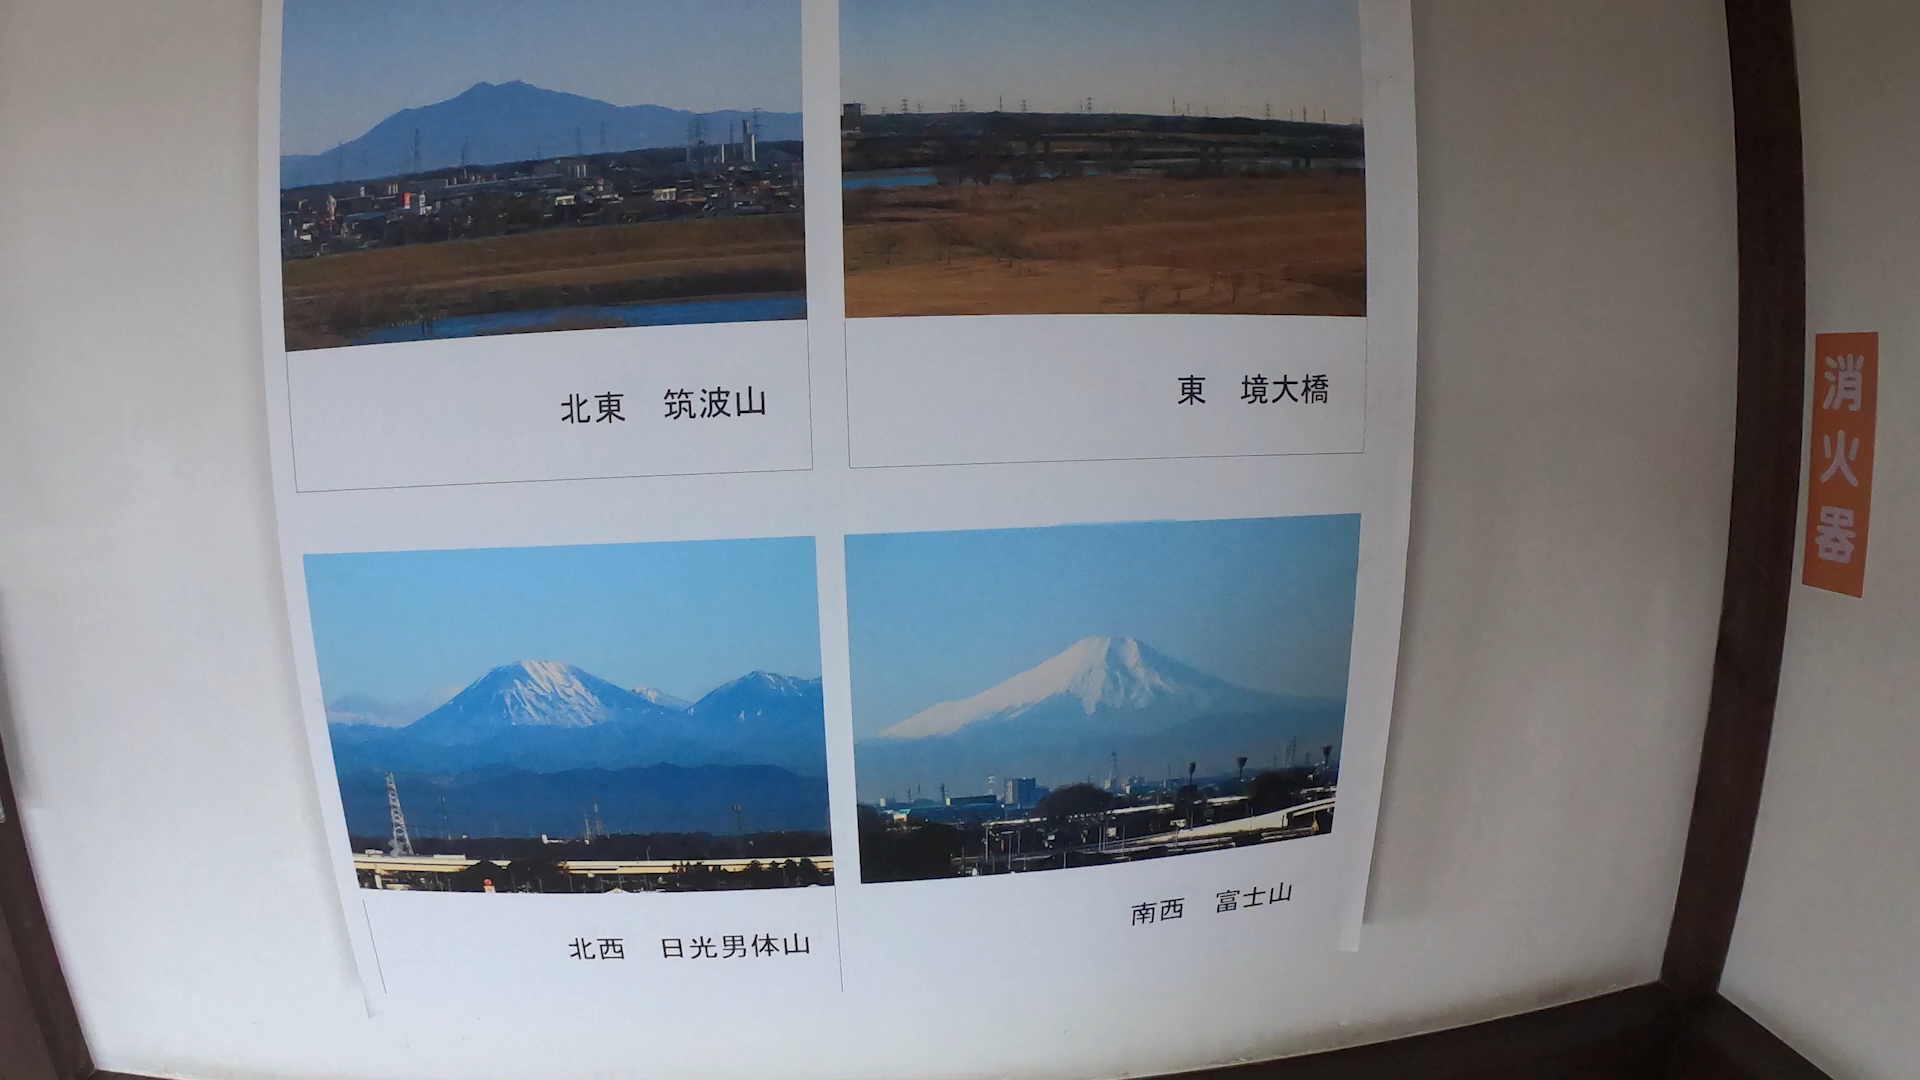 北東　筑波山
東　境大橋
北西　日光男体山
南西　富士山
消火器